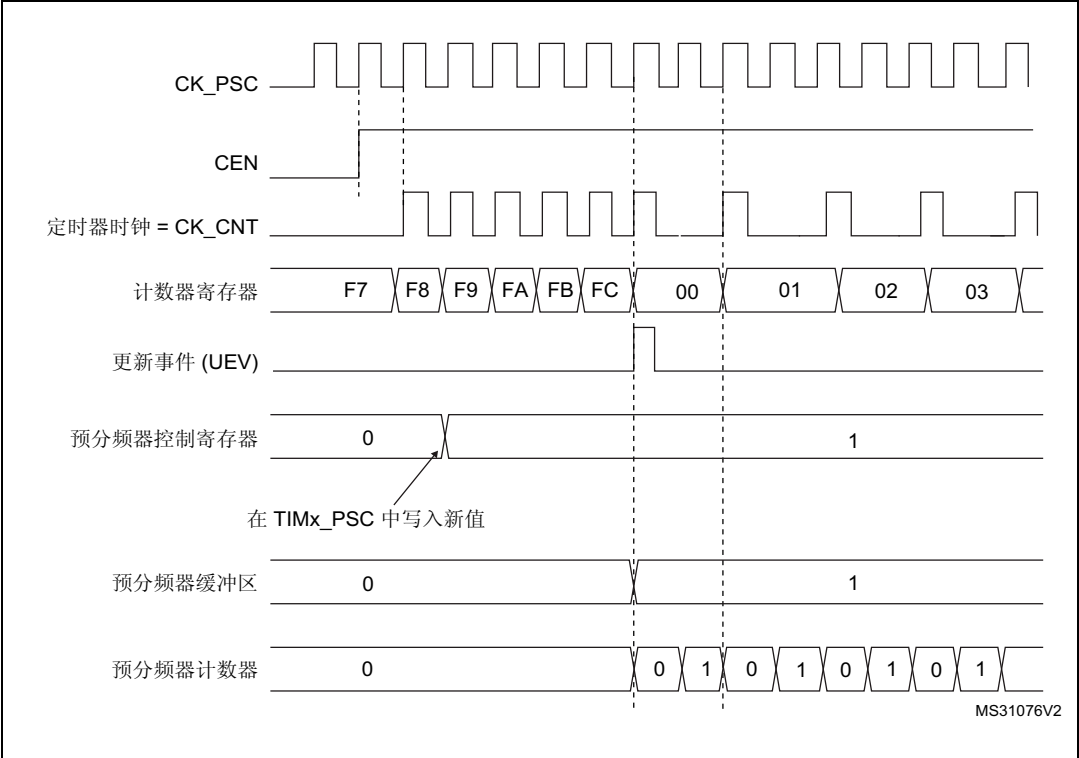 CK_PSC
CEN
定时器时钟 = CK_CNT
计数器寄存器 F7 F8 F9 FA FB FC 00 01 02 03
更新事件 (UEV)
预分频器控制寄存器 0 1
在 TIMx_PSC 中写入新值
预分频器缓冲区 0 1
预分频器计数器 0 0 1 0 1 0 1 0 1
MS31076V2